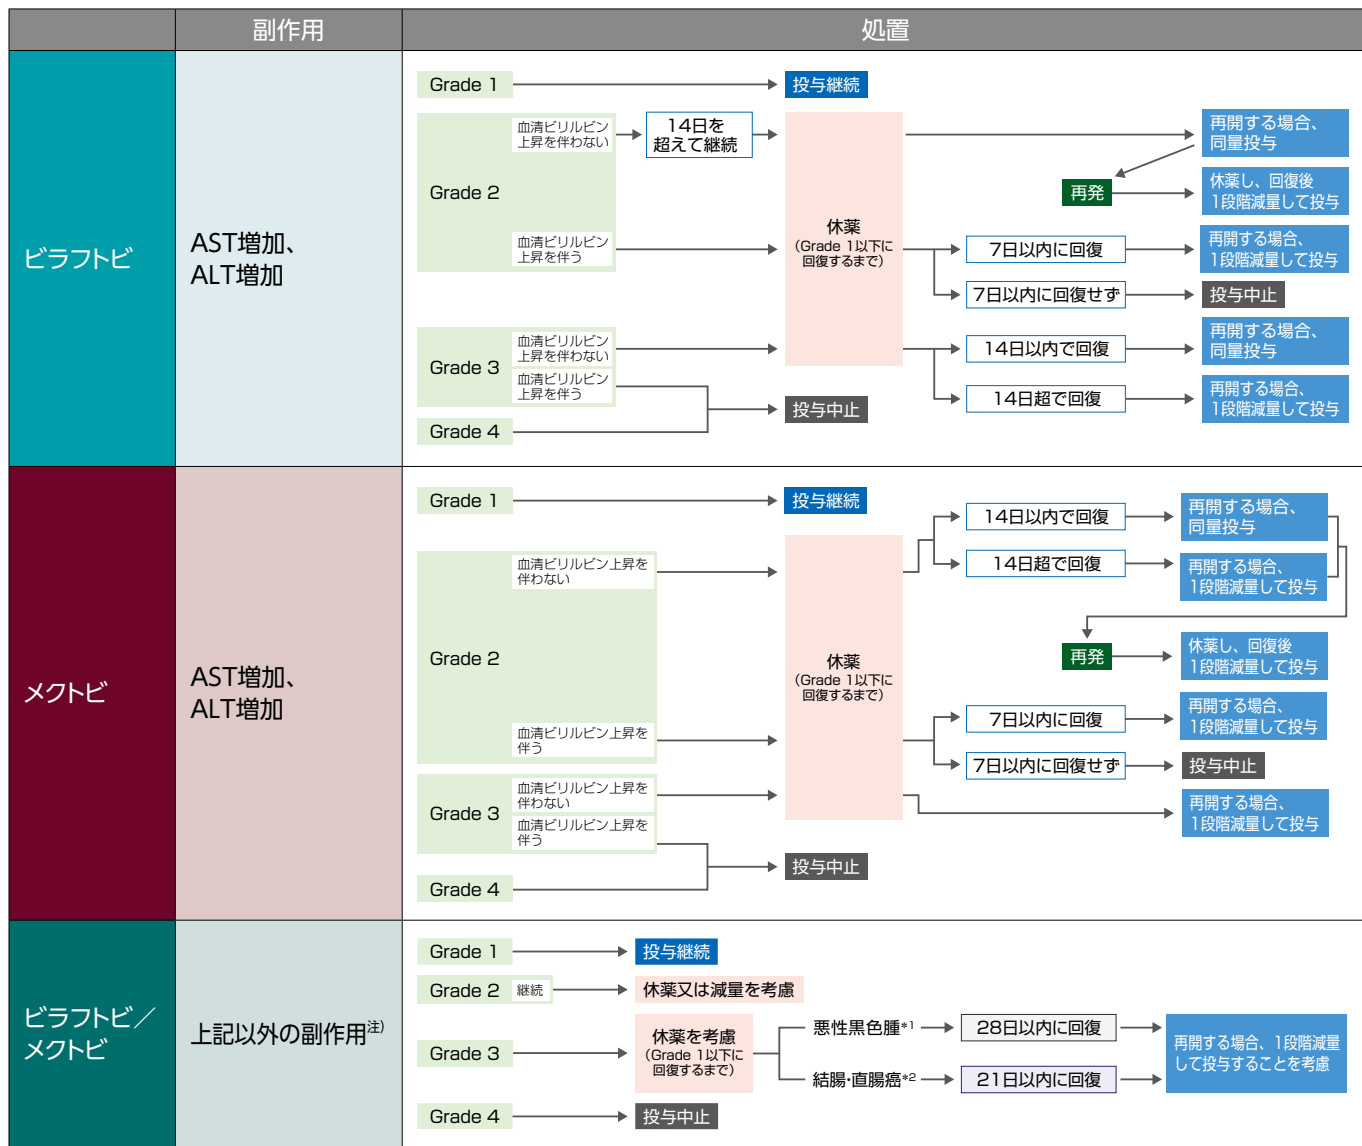 副作用
処置
ビラフトビ
AST増加、
ALT増加
Grade 1
投与継続
Grade 2
血清ビリルビン
上昇を伴わない
14日を
超えて継続
血清ビリルビン
上昇を伴う
休薬
(Grade 1以下に
回復するまで)
再開する場合、
同量投与
再発
休薬し、回復後
1段階減量して投与
7日以内に回復
再開する場合、
1段階減量して投与
7日以内に回復せず
投与中止
Grade 3
血清ビリルビン
上昇を伴わない
血清ビリルビン
上昇を伴う
14日以内で回復
再開する場合、
同量投与
14日超で回復
再開する場合、
1段階減量して投与
投与中止
Grade 4
メクトビ
AST増加、
ALT増加
Grade 1
投与継続
Grade 2
血清ビリルビン上昇を
伴わない
血清ビリルビン上昇を
伴う
休薬
(Grade 1以下に
回復するまで)
14日以内で回復
再開する場合、
同量投与
14日超で回復
再開する場合、
1段階減量して投与
再発
休薬し、回復後
1段階減量して投与
7日以内に回復
再開する場合、
1段階減量して投与
7日以内に回復せず
投与中止
Grade 3
血清ビリルビン上昇を
伴わない
血清ビリルビン上昇を
伴う
再開する場合、
1段階減量して投与
投与中止
Grade 4
ビラフトビ/
メクトビ
上記以外の副作用注)
Grade 1
投与継続
Grade 2
継続
休薬又は減量を考慮
Grade 3
休薬を考慮
(Grade 1以下に
回復するまで)
悪性黒色腫*1
28日以内に回復
結腸・直腸癌*2
21日以内に回復
再開する場合、1段階減量
して投与することを考慮
Grade 4
投与中止